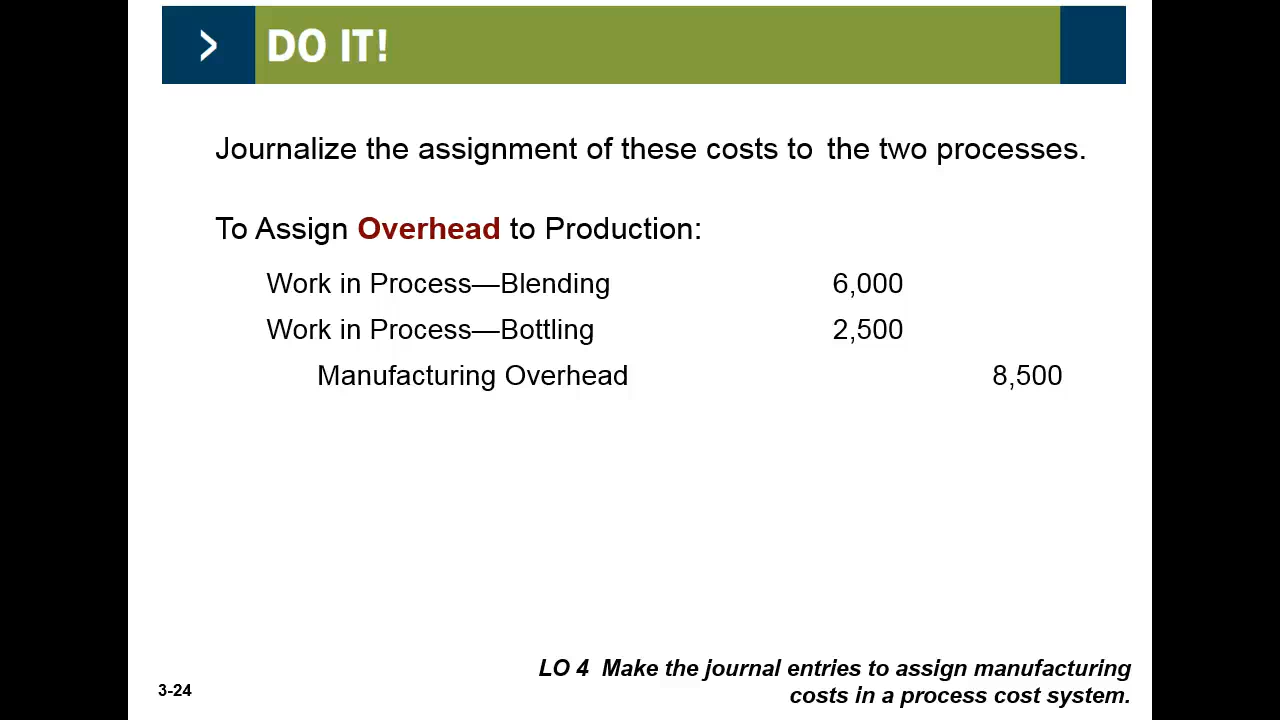 > DO IT!
Journalize the assignment of these costs to the two processes.
To Assign Overhead to Production:
Work in Process—Blending 6,000
Work in Process—Bottling 2,500
Manufacturing Overhead 8,500
LO 4 Make the journal entries to assign manufacturing
costs in a process cost system.
3-24